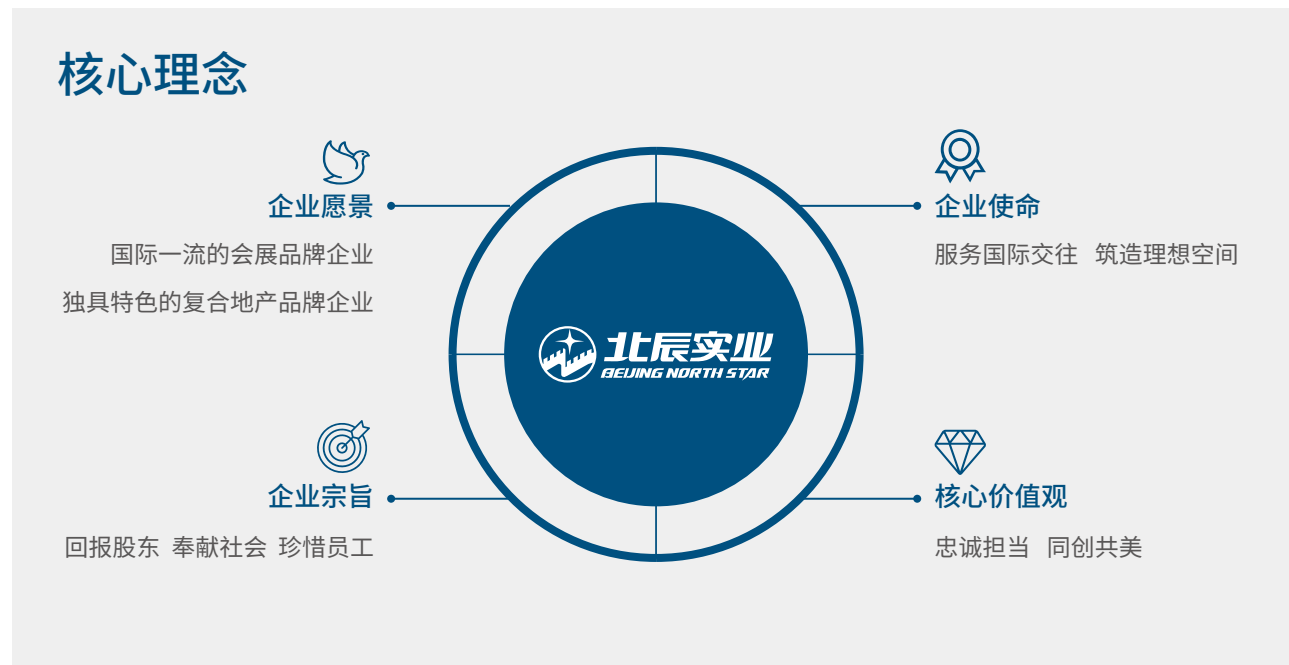 核心理念
企业愿景
国际一流的会展品牌企业
独具特色的复合地产品牌企业
企业使命
服务国际交往 筑造理想空间
北辰实业
BEIJING NORTH STAR
企业宗旨
回报股东 奉献社会 珍惜员工
核心价值观
忠诚担当 同创共美